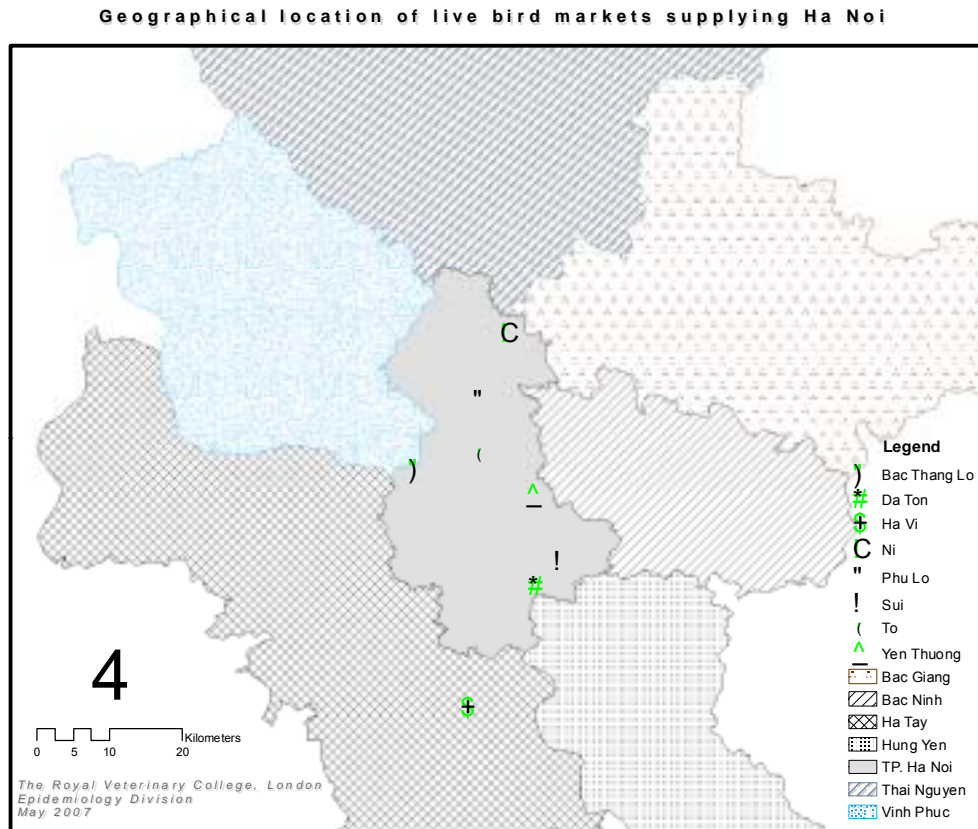 Geographical location of live bird markets supplying Ha Noi
C
"
(
)
^
_
!
*
#
$
+
Legend
) Bac Thang Lo
*
# Da Ton
$
+ Ha Vi
C Ni
" Phu Lo
! Sui
( To
^
_ Yen Thuong
Bac Giang
Bac Ninh
Ha Tay
Hung Yen
TP. Ha Noi
Thai Nguyen
Vinh Phuc
4
Kilometers
0 5 10 20
The Royal Veterinary College, London
Epidemiology Division
May 2007